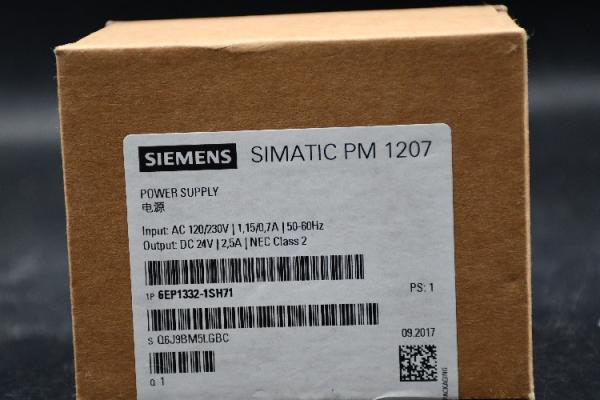 SIEMENS SIMATIC PM 1207
POWER SUPPLY
电源
Input: AC 120/230V | 1,15/0,7A | 50-60Hz
Output: DC 24V | 2,5A | NEC Class 2
1P 6EP1332-1SH71 PS: 1
S Q6J9BM5LGBC 09.2017
Q 1
PACKAGING